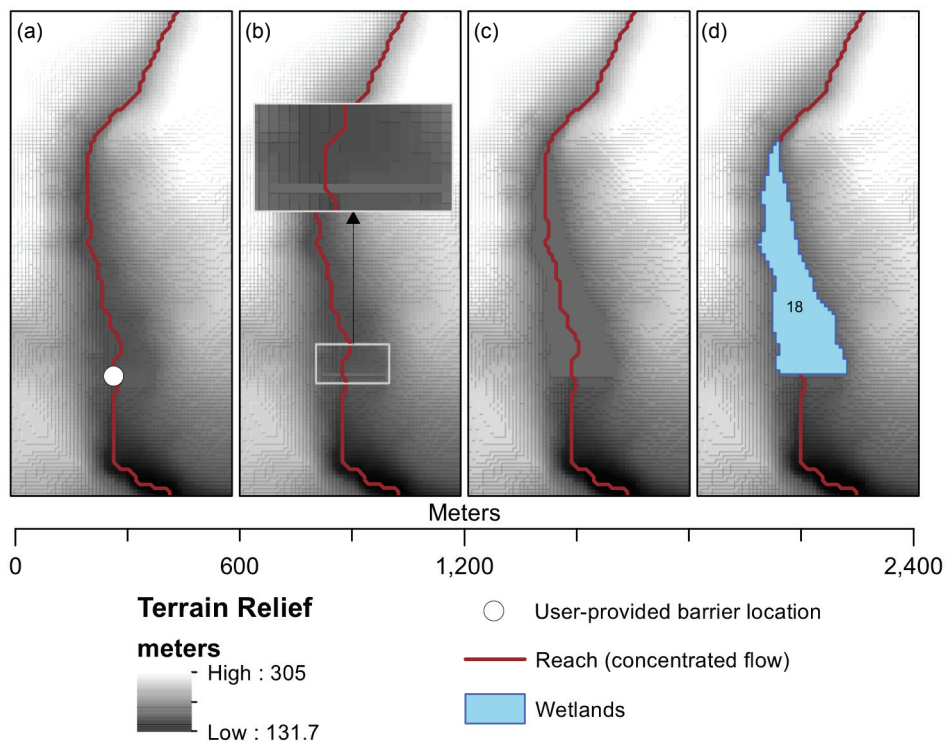 (a) (b) (c) (d)
18
Meters
0 600 1,200 2,400
Terrain Relief
meters
High : 305
Low : 131.7
User-provided barrier location
Reach (concentrated flow)
Wetlands